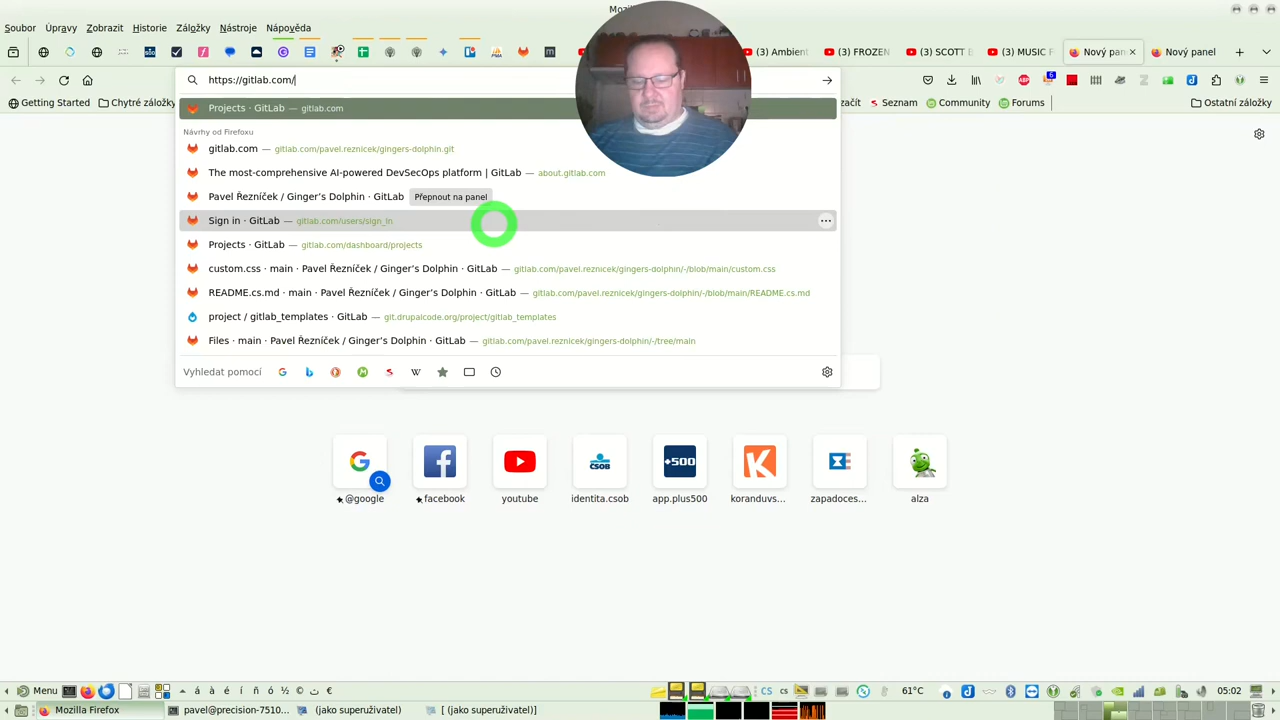 Mozi
Soubor Úpravy Zobrazit Historie Záložky Nástroje Nápověda
(3) Ambient
(3) FROZEN
(3) SCOTT E
(3) MUSIC F
Nový pan
Nový panel
https://gitlab.com/
Getting Started
Chytré záložky
začít
Seznam
Community
Forums
Ostatní záložky
Projects · GitLab — gitlab.com
Návrhy od Firefoxu
gitlab.com — gitlab.com/pavel.reznicek/gingers-dolphin.git
The most-comprehensive AI-powered DevSecOps platform | GitLab — about.gitlab.com
Pavel Řezníček / Ginger’s Dolphin · GitLab Přepnout na panel
Sign in · GitLab — gitlab.com/users/sign_in
Projects · GitLab — gitlab.com/dashboard/projects
custom.css · main · Pavel Řezníček / Ginger’s Dolphin · GitLab — gitlab.com/pavel.reznicek/gingers-dolphin/-/blob/main/custom.css
README.cs.md · main · Pavel Řezníček / Ginger’s Dolphin · GitLab — gitlab.com/pavel.reznicek/gingers-dolphin/-/blob/main/README.cs.md
project / gitlab_templates · GitLab — git.drupalcode.org/project/gitlab_templates
Files · main · Pavel Řezníček / Ginger’s Dolphin · GitLab — gitlab.com/pavel.reznicek/gingers-dolphin/-/tree/main
Vyhledat pomocí
@google
facebook
youtube
identita.csob
app.plus500
koranduvs...
zapadoces...
alza
Menu
á à é í ñ ó ½ © ت €
CS cs
61°C
05:02
Mozilla Firefox
pavel@precision-7510...
(jako superuživatel)
[ (jako superuživatel)]